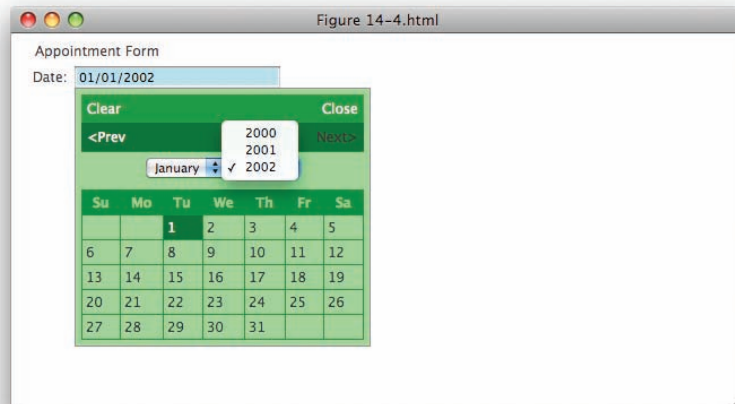 Figure 14-4.html
Appointment Form
Date: 01/01/2002
Clear Close
<Prev Next>
2000
2001
January ✓ 2002
Su Mo Tu We Th Fr Sa
1 2 3 4 5
6 7 8 9 10 11 12
13 14 15 16 17 18 19
20 21 22 23 24 25 26
27 28 29 30 31